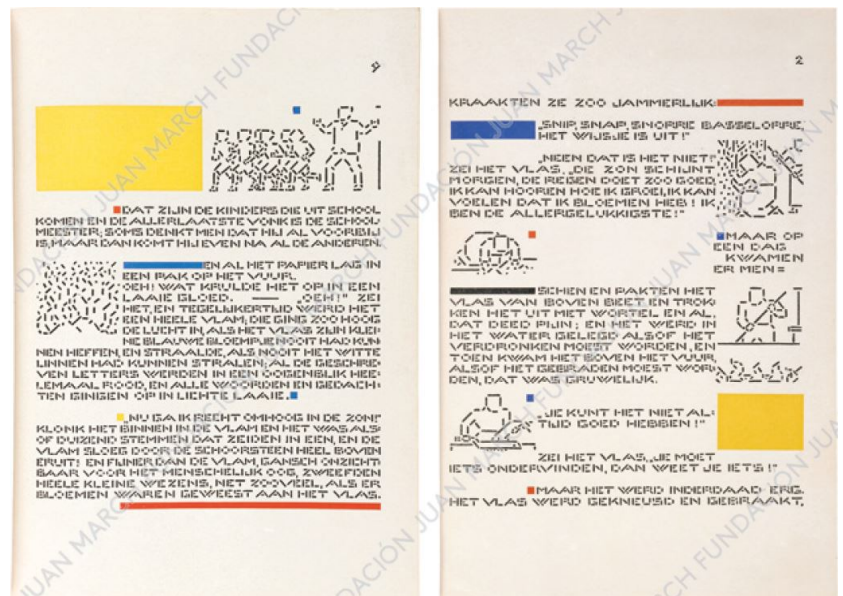 9
DAT ZIJN DE KINDERS DIE UIT SCHOOL
KOMEN EN DE ALLERLAATSTE VONK IS DE SCHOOL
MEESTER; SOMS DENKT MEN DAT HIJ AL VOORBIJ
IS, MAAR DAN KOMT HIJ EVEN NA AL DE ANDEREN.
EN AL HET PAPIER LAG IN
EEN PAK OP HET VUUR.
OEH! WAT KRULDE HET OP IN EEN
LAAIE GLOED. — „OEH!" ZEI
HET, EN TEGELIJKERTIJD WERD HET
EEN HEELE VLAM; DIE GING ZOO HOOG
DE LUCHT IN, ALS HET VLAS ZIJN KLEI=
NE BLAUWE BLOEMPJE NOOIT HAD KUN=
NEN HEFFEN, EN STRAALDE, ALS NOOIT HET WITTE
LINNEN HAD KUNNEN STRALEN; AL DE GESCHRE=
VEN LETTERS WERDEN IN EEN OOGENBLIK HEE=
LEMAAL ROOD, EN ALLE WOORDEN EN GEDACH=
TEN GINGEN OP IN LICHTE LAAIE.
„NU GA IK RECHT OMHOOG IN DE ZON!"
KLONK HET BINNEN IN DE VLAM EN HET WAS ALS=
OF DUIZEND STEMMEN DAT ZEIDEN IN EEN, EN DE
VLAM SLOEG DOOR DE SCHOORSTEEN HEEL BOVEN
ERUIT! EN FIJNER DAN DE VLAM, GANSCH ONZICHT=
BAAR VOOR HET MENSCHELIJK OOG, ZWEEFDEN
HEELE KLEINE WEZENS, NET ZOOVEEL, ALS ER
BLOEMEN WAREN GEWEEST AAN HET VLAS.
2
KRAAKTEN ZE ZOO JAMMERLIJK:
„SNIP, SNAP, SNORRE BASSELORRE,
HET WIJSJE IS UIT!"
„NEEN DAT IS HET NIET!"
ZEI HET VLAS, „DE ZON SCHIJNT
MORGEN, DE REGEN DOET ZOO GOED,
IK KAN HOOREN HOE IK GROEI, IK KAN
VOELEN DAT IK BLOEMEN HEB! IK
BEN DE ALLERGELUKKIGSTE!"
MAAR OP
EEN DAG
KWAMEN
ER MEN=
SCHEN EN PAKTEN HET
VLAS VAN BOVEN BEET EN TROK=
KEN HET UIT MET WORTEL EN AL,
DAT DEED PIJN; EN HET WERD IN
HET WATER GELEGD ALSOF HET
VERDRONKEN MOEST WORDEN, EN
TOEN KWAM HET BOVEN HET VUUR,
ALSOF HET GEBRADEN MOEST WOR=
DEN, DAT WAS GRUWELIJK.
„JE KUNT HET NIET AL=
TIJD GOED HEBBEN!"
ZEI HET VLAS, „JE MOET
IETS ONDERVINDEN, DAN WEET JE IETS!"
MAAR HET WERD INDERDAAD ERG.
HET VLAS WERD GEKNEUSD EN GEBRAAKT,
FUNDACIÓN JUAN MARCH